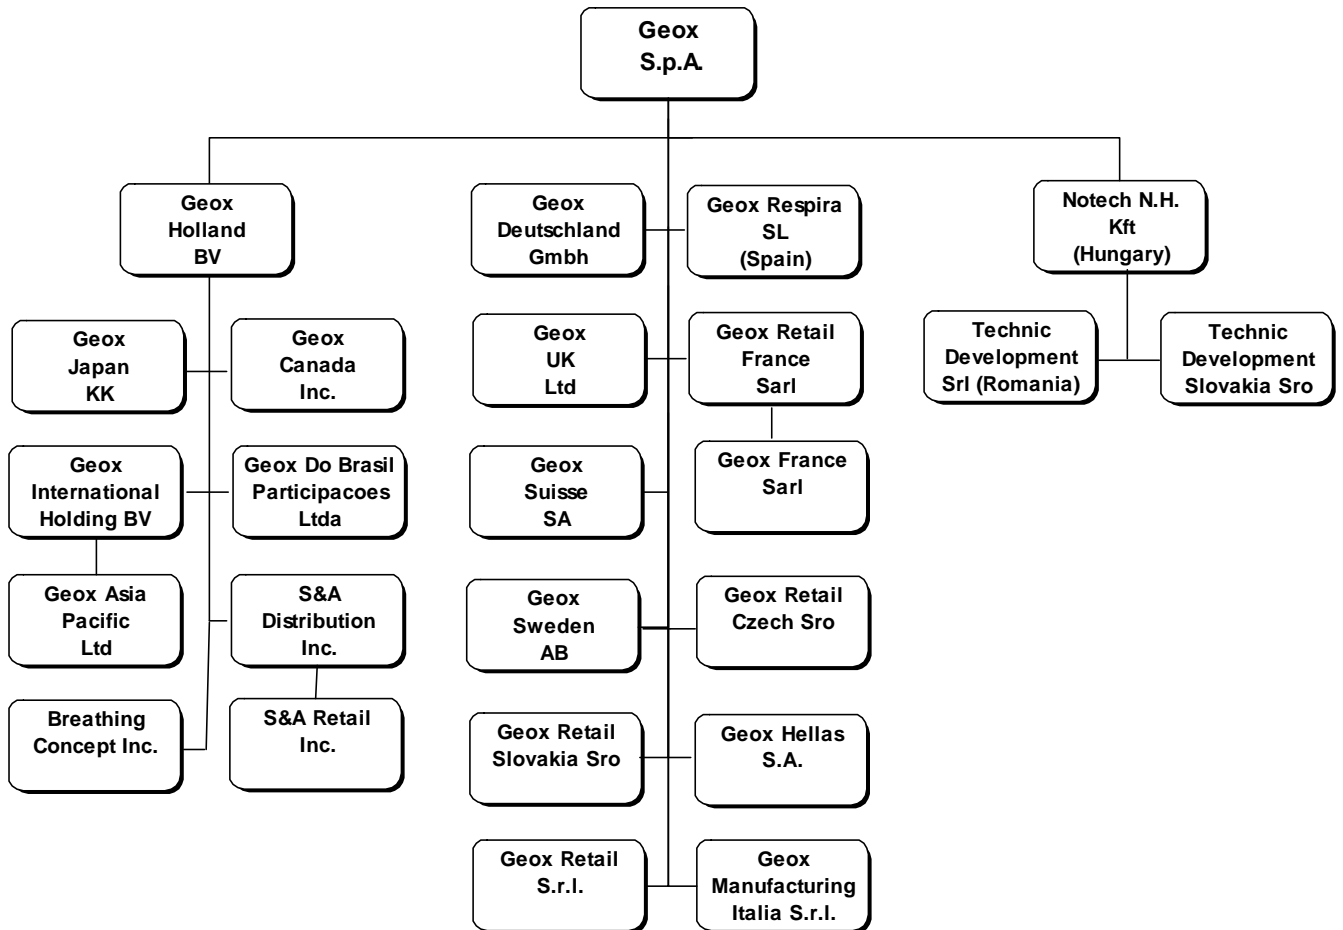 Geox
S.p.A.
Geox
Holland
BV
Geox
Deutschland
Gmbh
Geox Respira
SL
(Spain)
Notech N.H.
Kft
(Hungary)
Geox
Japan
KK
Geox
Canada
Inc.
Geox
UK
Ltd
Geox Retail
France
Sarl
Technic
Development
Srl (Romania)
Technic
Development
Slovakia Sro
Geox
International
Holding BV
Geox Do Brasil
Participacoes
Ltda
Geox
Suisse
SA
Geox France
Sarl
Geox Asia
Pacific
Ltd
S&A
Distribution
Inc.
Geox
Sweden
AB
Geox Retail
Czech Sro
Breathing
Concept Inc.
S&A Retail
Inc.
Geox Retail
Slovakia Sro
Geox Hellas
S.A.
Geox Retail
S.r.l.
Geox
Manufacturing
Italia S.r.l.